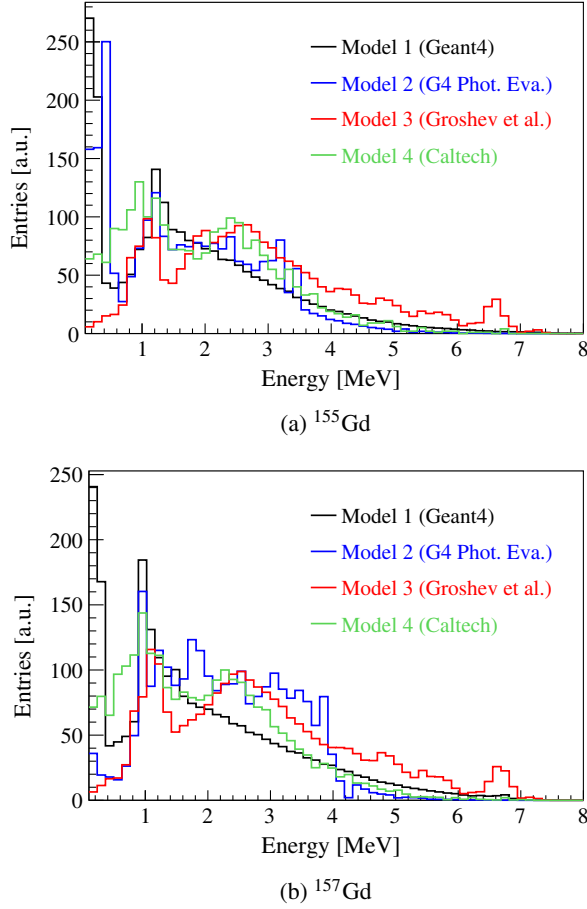 250
200
150
100
50
0
Entries [a.u.]
Model 1 (Geant4)
Model 2 (G4 Phot. Eva.)
Model 3 (Groshev et al.)
Model 4 (Caltech)
1 2 3 4 5 6 7 8
Energy [MeV]
(a) ¹⁵⁵Gd
250
200
150
100
50
0
Entries [a.u.]
Model 1 (Geant4)
Model 2 (G4 Phot. Eva.)
Model 3 (Groshev et al.)
Model 4 (Caltech)
1 2 3 4 5 6 7 8
Energy [MeV]
(b) ¹⁵⁷Gd